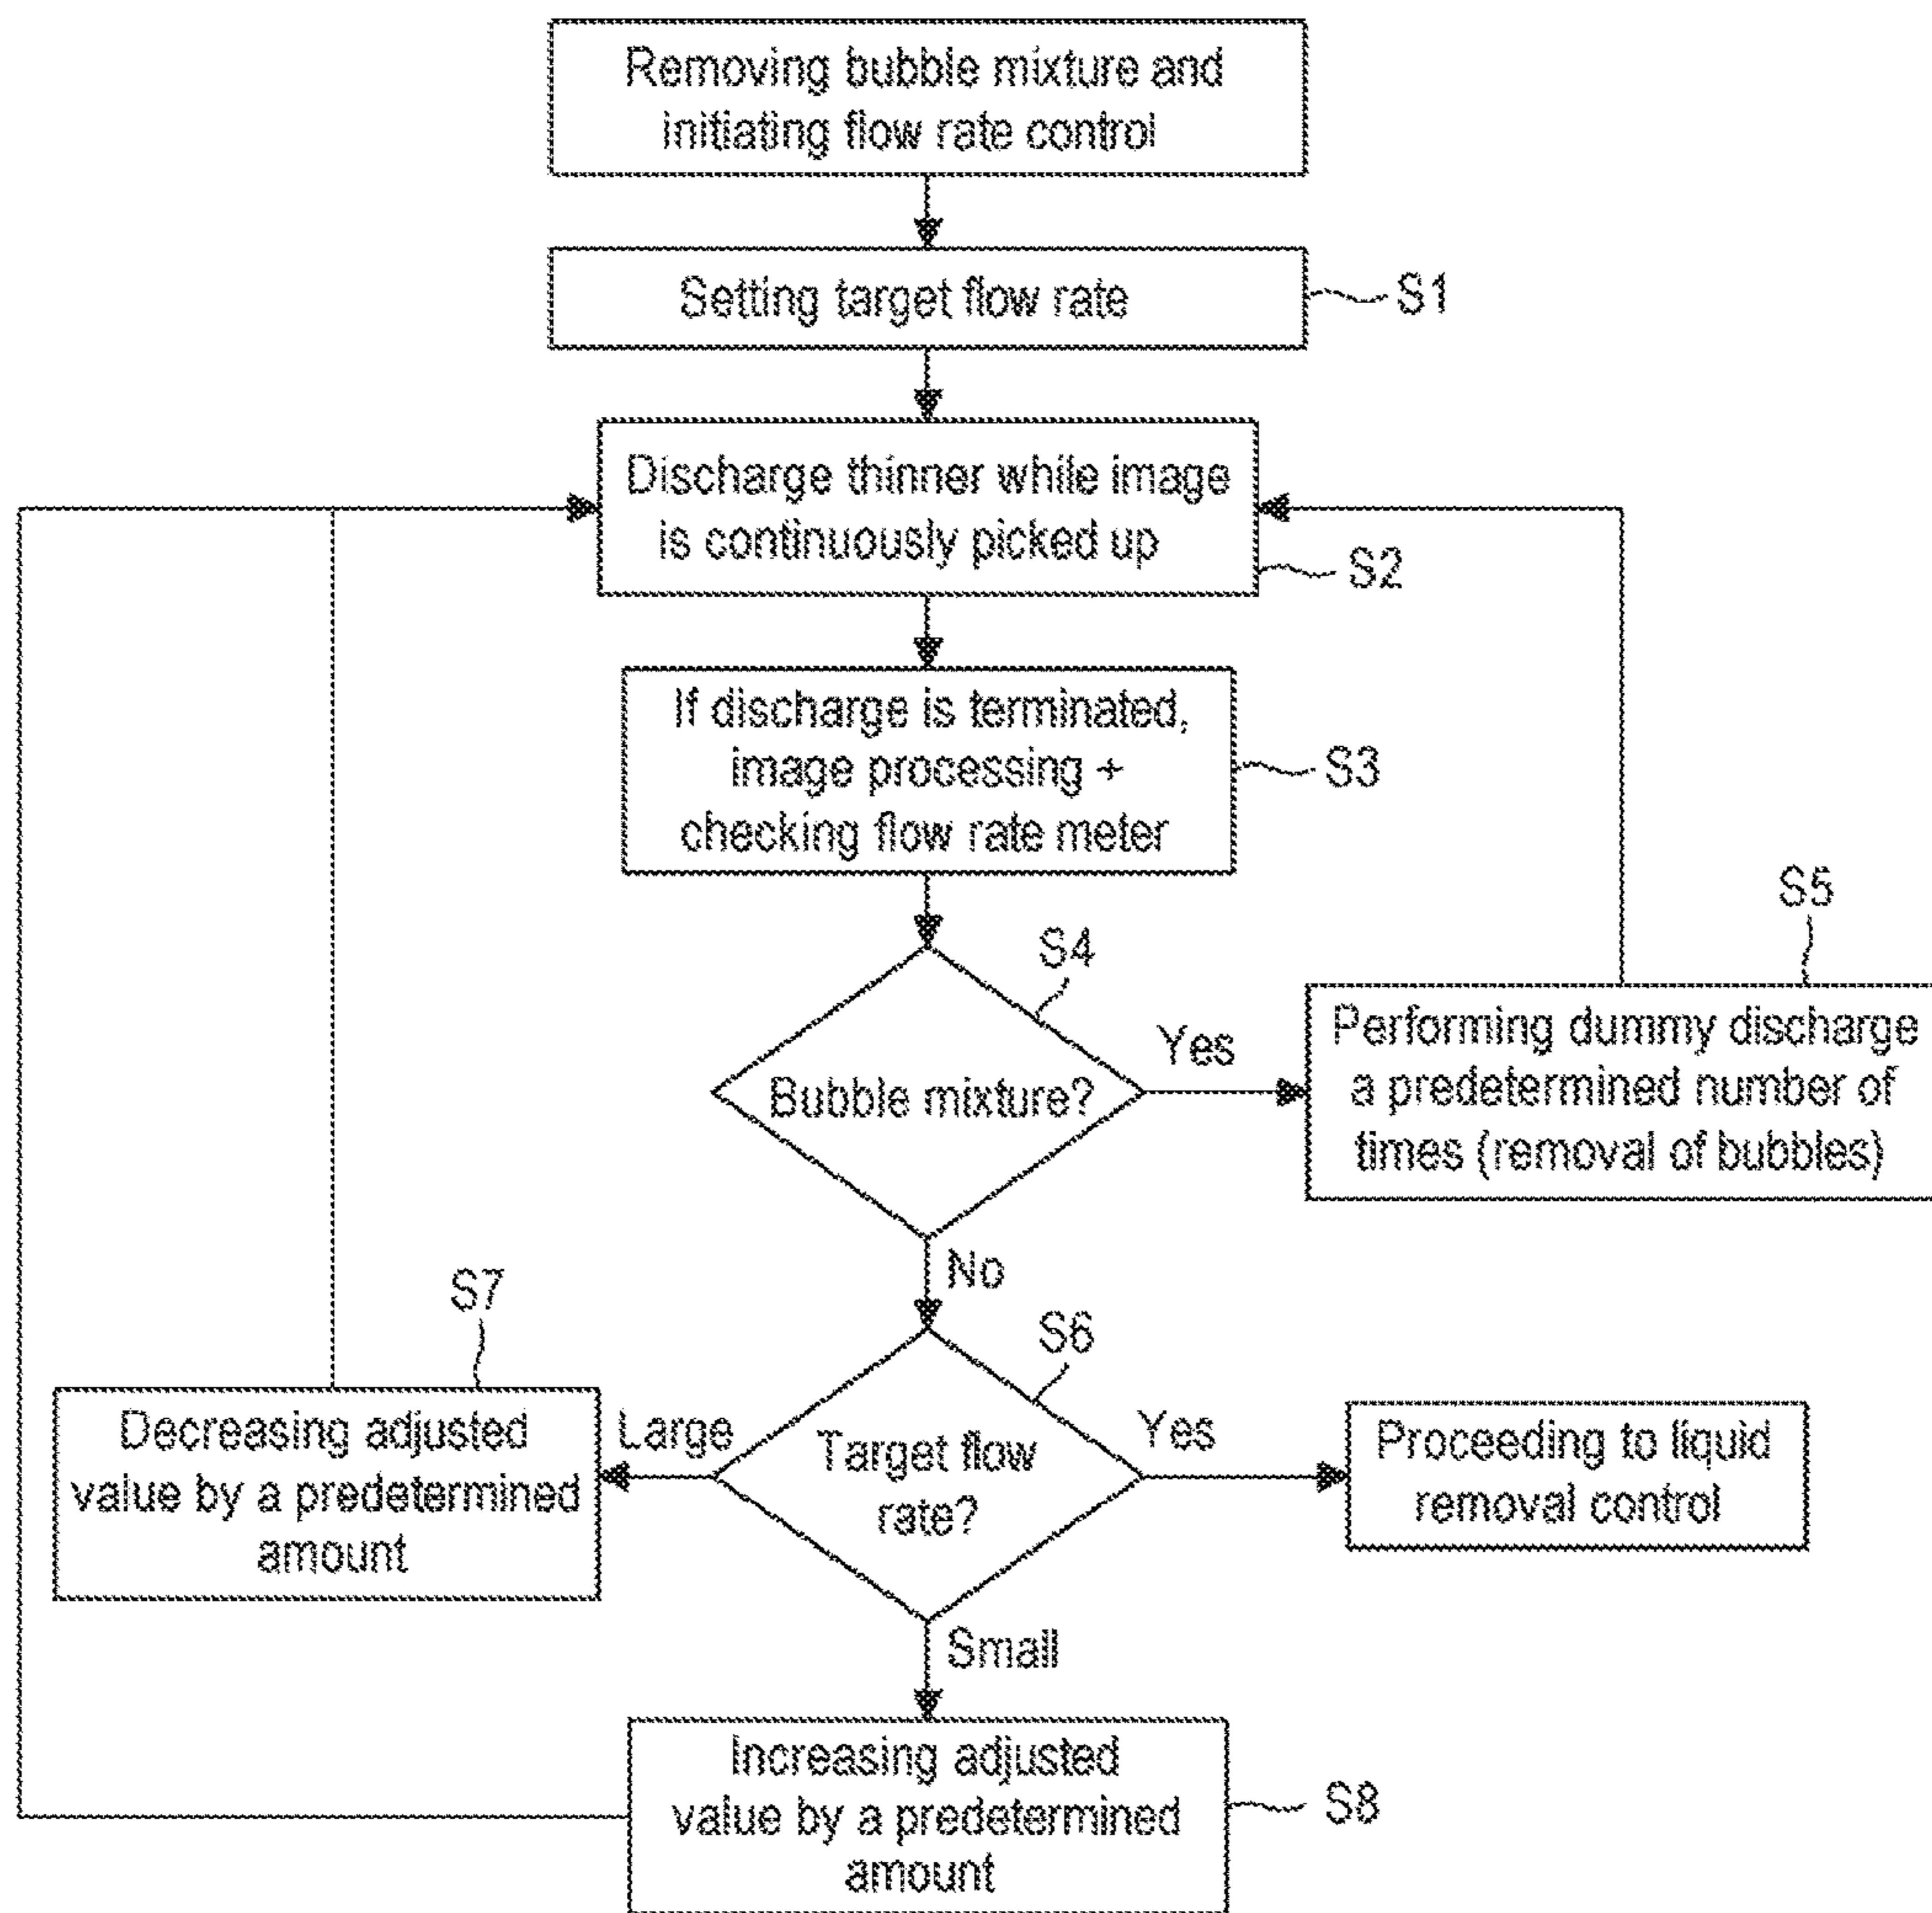 Removing bubble mixture and
initiating flow rate control
Setting target flow rate
S1
Discharge thinner while image
is continuously picked up
S2
If discharge is terminated,
image processing +
checking flow rate meter
S3
S4
Bubble mixture?
Yes
S5
Performing dummy discharge
a predetermined number of
times (removal of bubbles)
No
S6
Target flow
rate?
Large
S7
Decreasing adjusted
value by a predetermined
amount
Yes
Proceeding to liquid
removal control
Small
Increasing adjusted
value by a predetermined
amount
S8